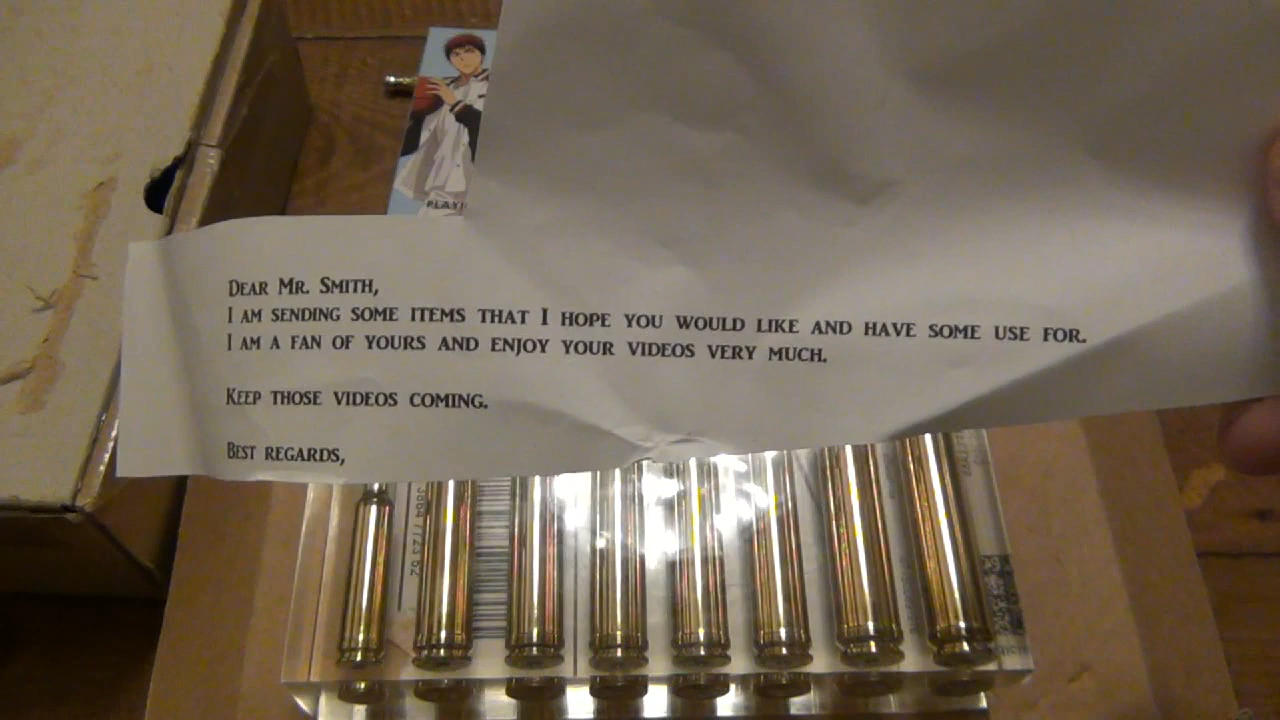 PLAYI
DEAR MR. SMITH,
I AM SENDING SOME ITEMS THAT I HOPE YOU WOULD LIKE AND HAVE SOME USE FOR.
I AM A FAN OF YOURS AND ENJOY YOUR VIDEOS VERY MUCH.
KEEP THOSE VIDEOS COMING.
BEST REGARDS,